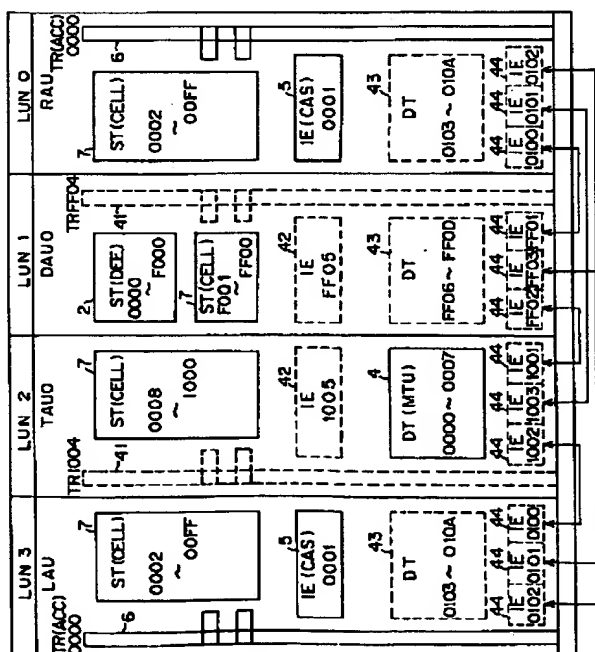 LUN 3
LAU
TR(ACC)
0000
6
7
ST(CELL)
0002
~
00FF
5
IE(CAS)
0001
43
DT
0103~010A
44 44 44
IE IE IE
0102 0101 0100
LUN 2
TAU0
TR1004
41
7
ST(CELL)
0008
~
1000
42
IE
1005
4
DT(MTU)
0000~0007
44 44 44
IE IE IE
1002 1003 1001
LUN 1
DAU0
TRFF04
41
2
ST(DEE)
0000
~
F000
7
ST(CELL)
F001
~
FF00
42
IE
FF05
43
DT
FF06~FF0D
44 44 44
IE IE IE
FF02 FF03 FF01
LUN 0
RAU
TR(ACC)
0000
6
7
ST(CELL)
0002
~
00FF
5
IE(CAS)
0001
43
DT
0103~010A
44 44 44
IE IE IE
0100 0101 0102